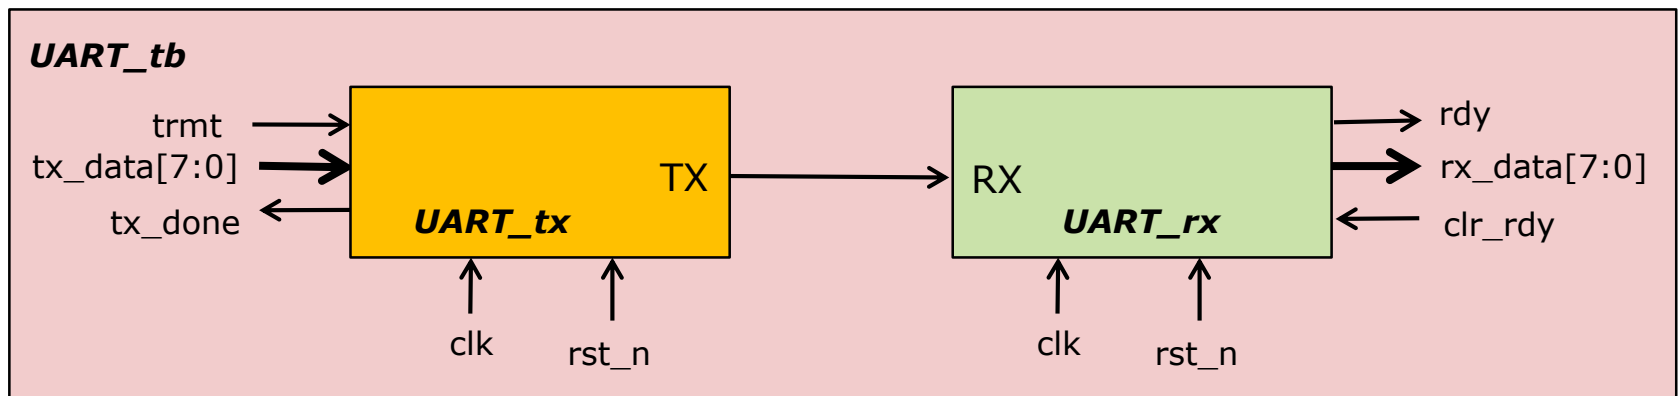 UART_tb
trmt
tx_data[7:0]
tx_done
TX
UART_tx
clk
rst_n
RX
UART_rx
clk
rst_n
rdy
rx_data[7:0]
clr_rdy